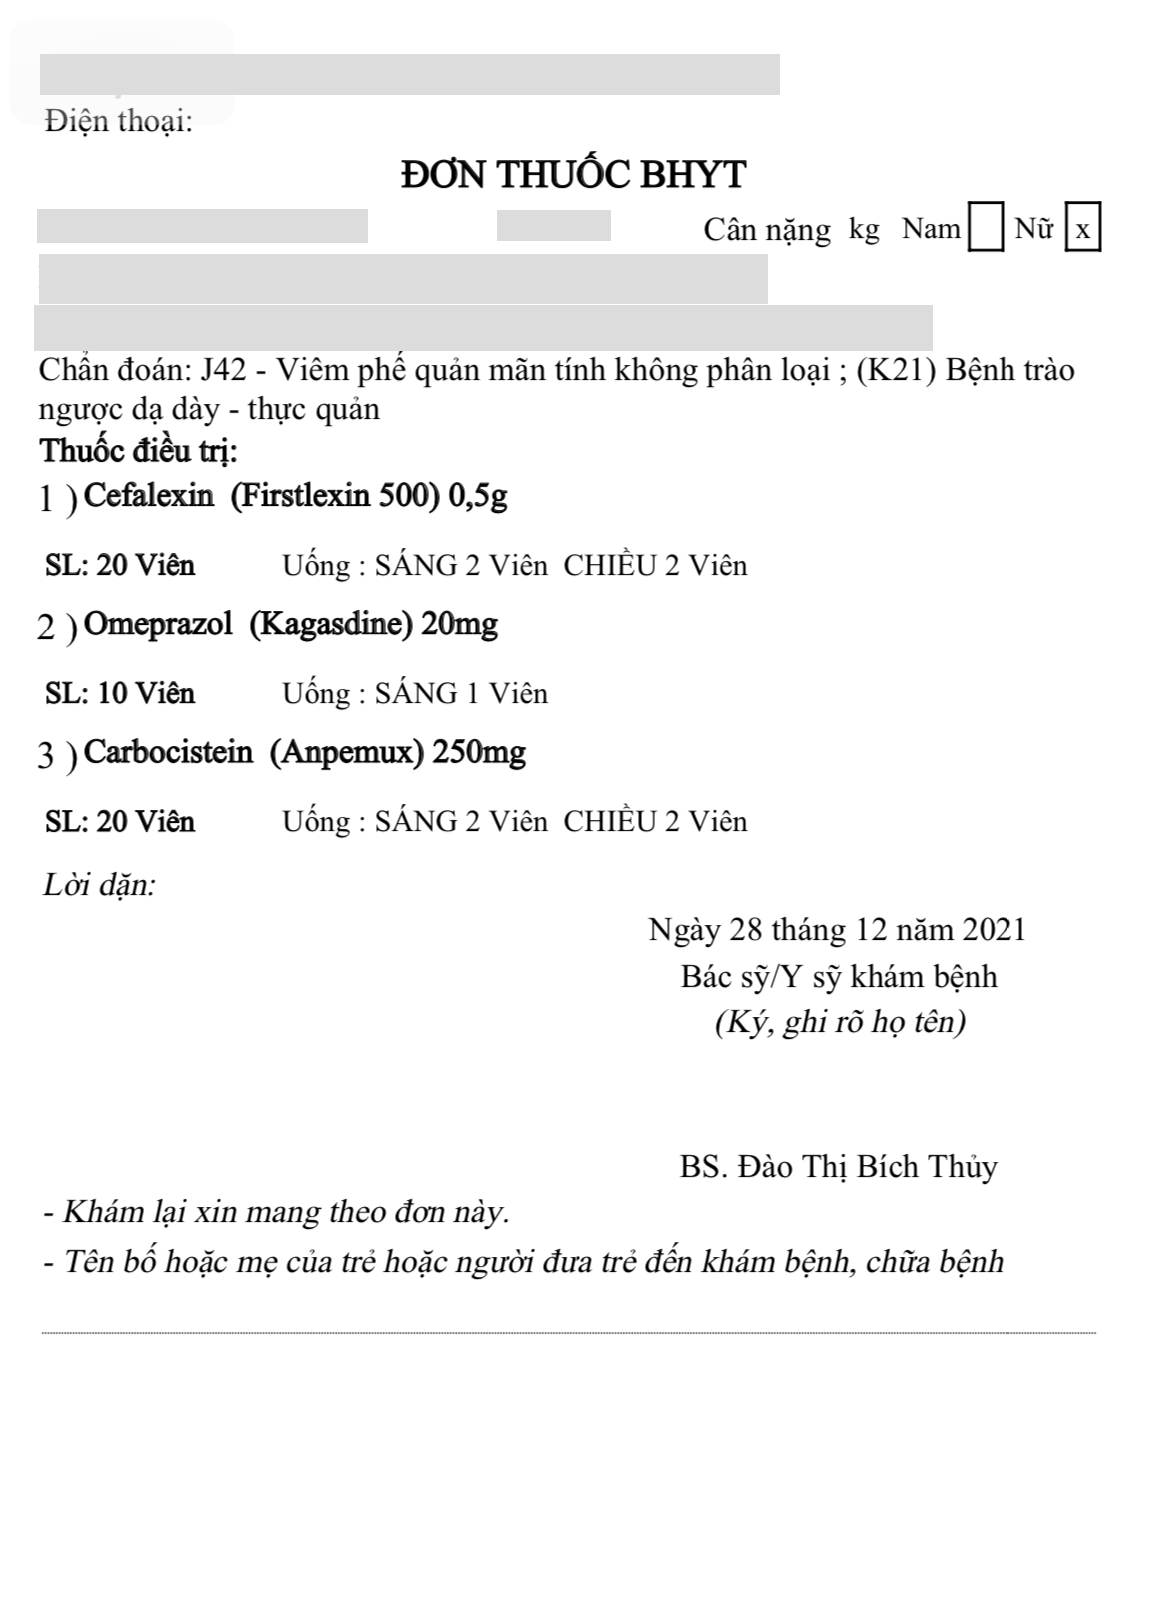 Điện thoại:
ĐƠN THUỐC BHYT
Cân nặng kg Nam Nữ x
Chẩn đoán: J42 - Viêm phế quản mãn tính không phân loại ; (K21) Bệnh trào
ngược dạ dày - thực quản
Thuốc điều trị:
1 ) Cefalexin (Firstlexin 500) 0,5g
SL: 20 Viên Uống : SÁNG 2 Viên CHIỀU 2 Viên
2 ) Omeprazol (Kagasdine) 20mg
SL: 10 Viên Uống : SÁNG 1 Viên
3 ) Carbocistein (Anpemux) 250mg
SL: 20 Viên Uống : SÁNG 2 Viên CHIỀU 2 Viên
Lời dặn:
Ngày 28 tháng 12 năm 2021
Bác sỹ/Y sỹ khám bệnh
(Ký, ghi rõ họ tên)
BS. Đào Thị Bích Thủy
- Khám lại xin mang theo đơn này.
- Tên bố hoặc mẹ của trẻ hoặc người đưa trẻ đến khám bệnh, chữa bệnh